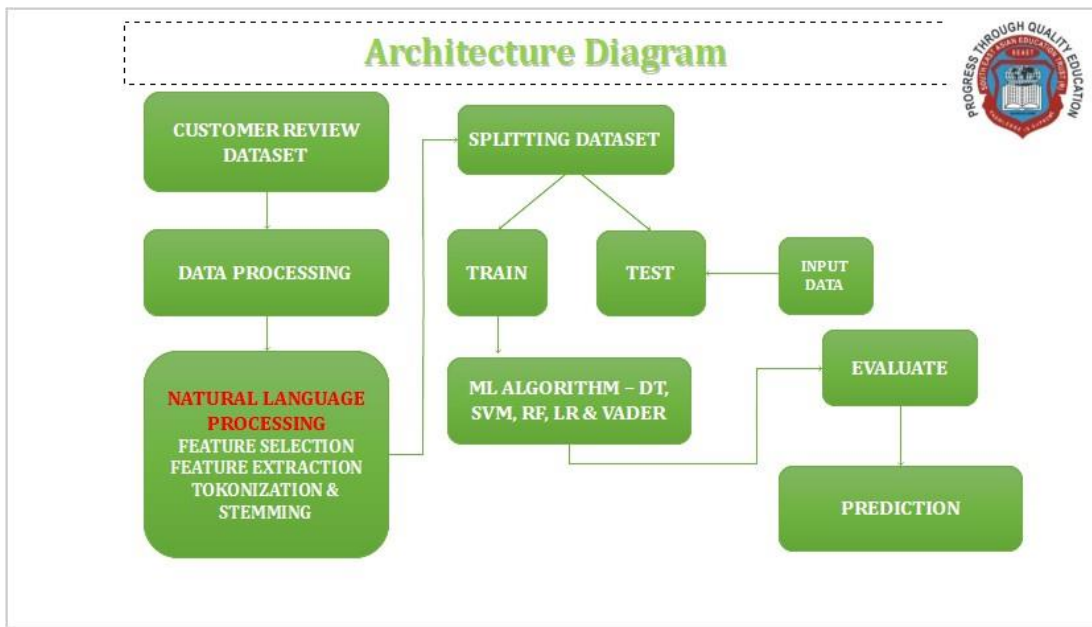 Architecture Diagram
PROGRESS THROUGH QUALITY EDUCATION
CUSTOMER REVIEW
DATASET
DATA PROCESSING
NATURAL LANGUAGE
PROCESSING
FEATURE SELECTION
FEATURE EXTRACTION
TOKONIZATION &
STEMMING
SPLITTING DATASET
TRAIN
TEST
INPUT
DATA
ML ALGORITHM – DT,
SVM, RF, LR & VADER
EVALUATE
PREDICTION